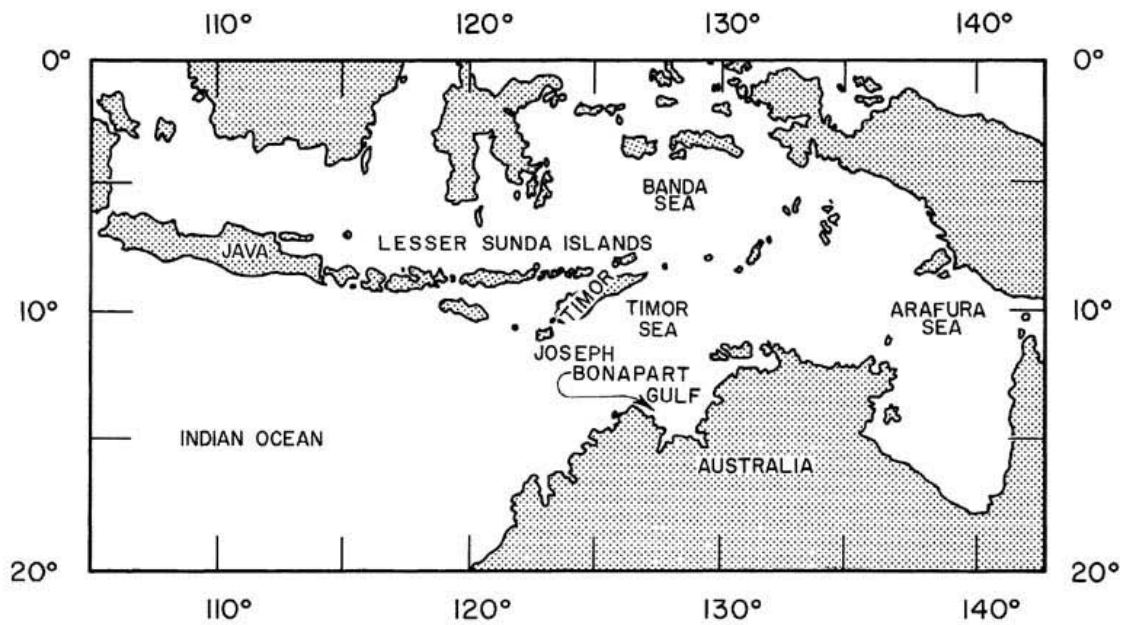 110° 120° 130° 140°
0° 0°
BANDA
SEA
JAVA LESSER SUNDA ISLANDS
TIMOR
10° TIMOR ARAFURA 10°
SEA SEA
JOSEPH
BONAPART
GULF
INDIAN OCEAN
AUSTRALIA
20° 20°
110° 120° 130° 140°